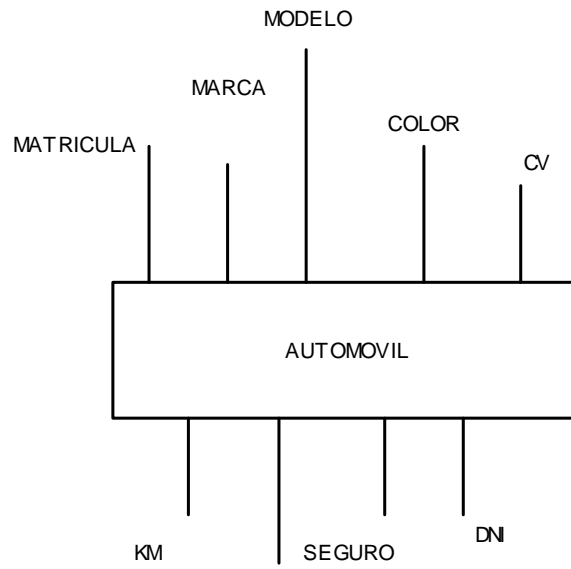 MODELO
MARCA
MATRICULA
COLOR
CV
AUTOMOVIL
KM
SEGURO
DNI